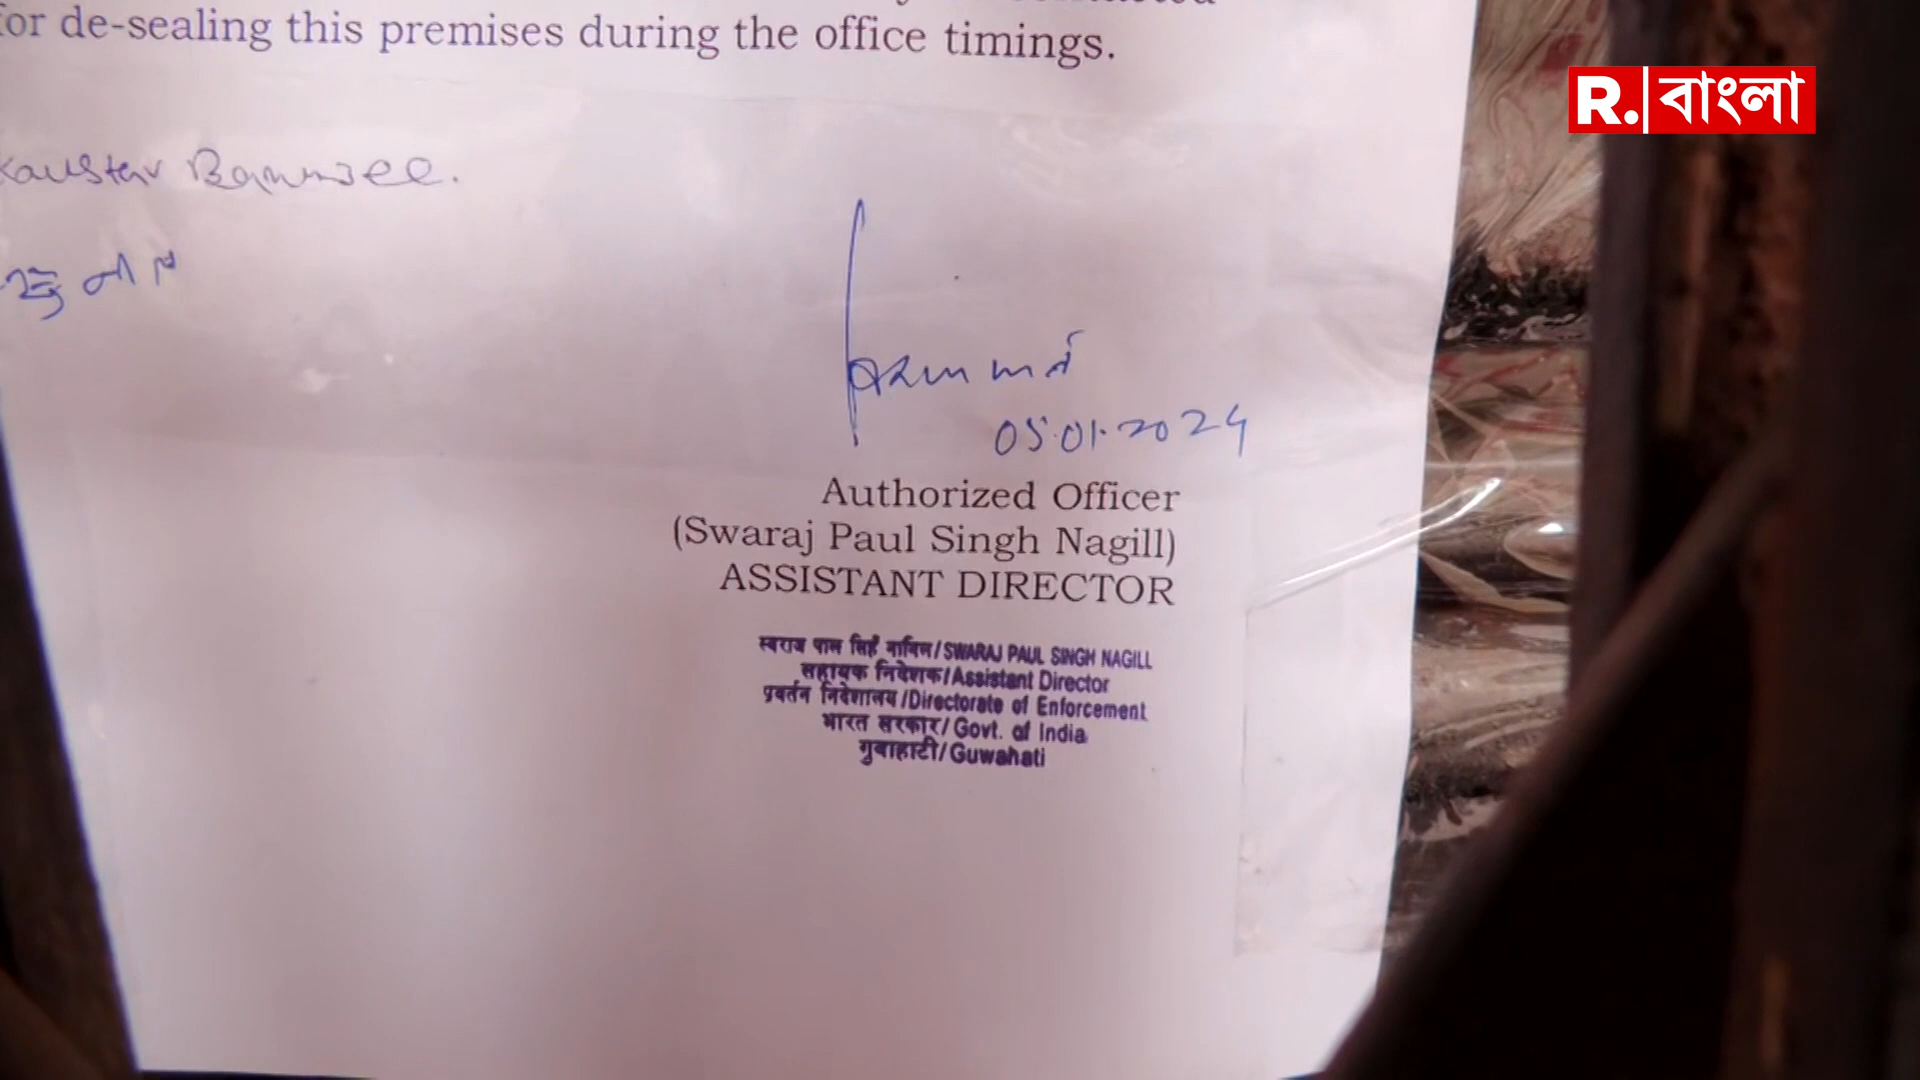 for de-sealing this premises during the office timings.
R. বাংলা
Kaustav Bannerjee.
05.01.2024
Authorized Officer
(Swaraj Paul Singh Nagill)
ASSISTANT DIRECTOR
स्वराज पाल सिहँ नागिल/SWARAJ PAUL SINGH NAGILL
सहायक निदेशक/Assistant Director
प्रवर्तन निदेशालय/Directorate of Enforcement
भारत सरकार/Govt. of India
गुवाहाटी/Guwahati